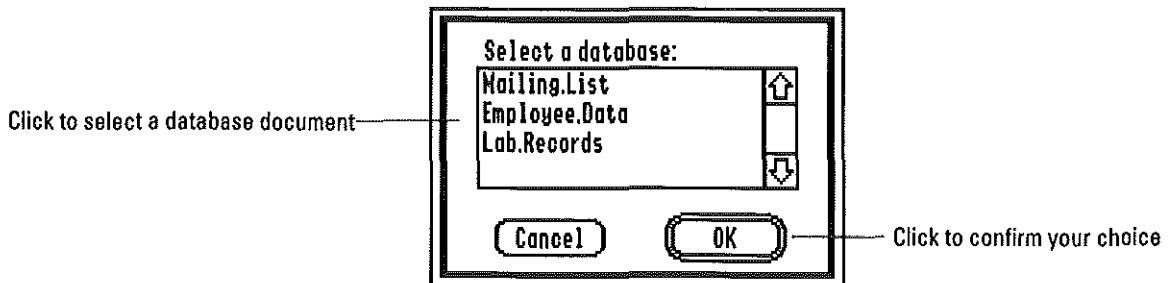 Select a database:
Mailing.List
Employee.Data
Lab.Records
Click to select a database document
Cancel
OK
Click to confirm your choice